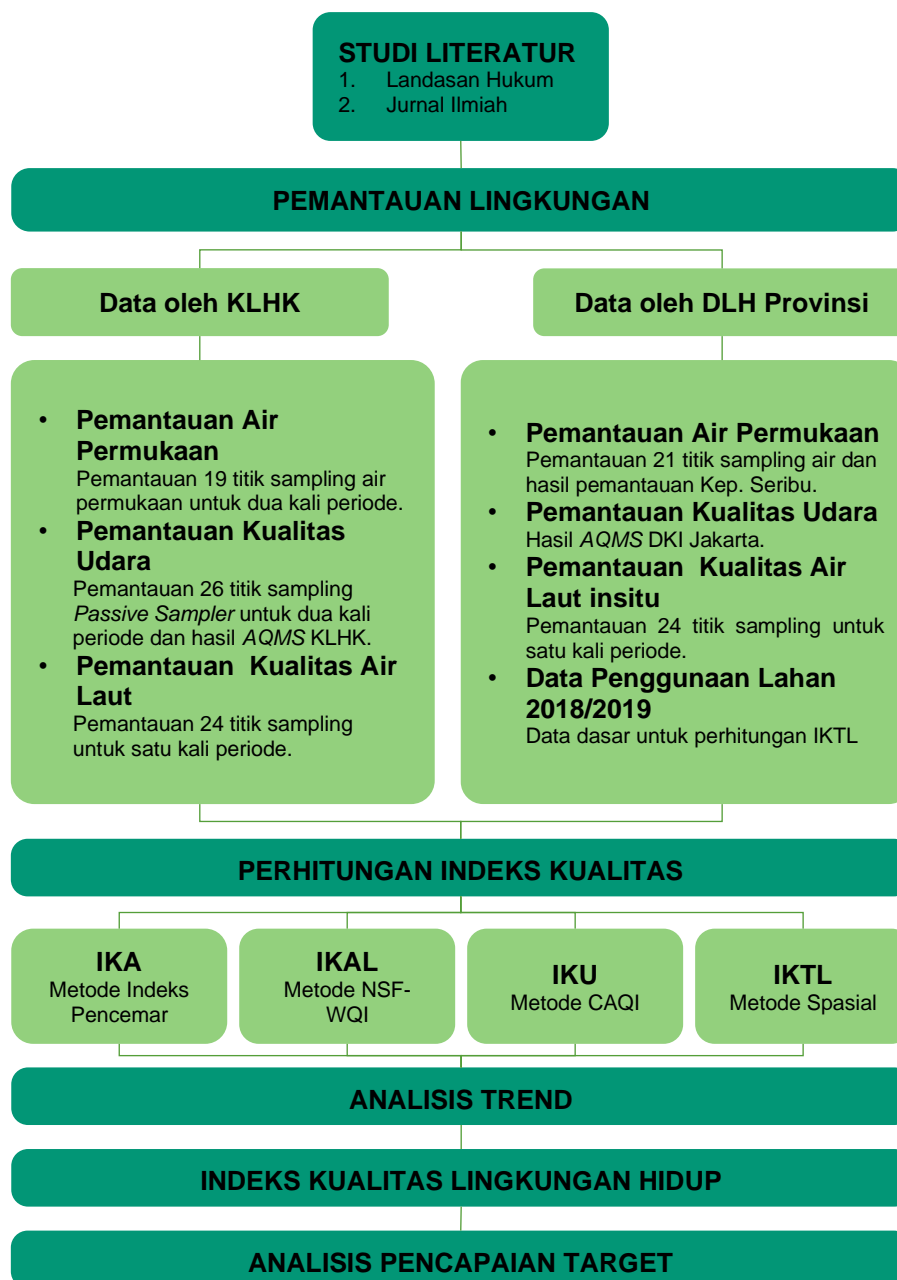 STUDI LITERATUR
1. Landasan Hukum
2. Jurnal Ilmiah
PEMANTAUAN LINGKUNGAN
Data oleh KLHK
Data oleh DLH Provinsi
• Pemantauan Air
Permukaan
Pemantauan 19 titik sampling air
permukaan untuk dua kali periode.
• Pemantauan Kualitas
Udara
Pemantauan 26 titik sampling
Passive Sampler untuk dua kali
periode dan hasil AQMS KLHK.
• Pemantauan Kualitas Air
Laut
Pemantauan 24 titik sampling
untuk satu kali periode.
• Pemantauan Air Permukaan
Pemantauan 21 titik sampling air dan
hasil pemantauan Kep. Seribu.
• Pemantauan Kualitas Udara
Hasil AQMS DKI Jakarta.
• Pemantauan Kualitas Air
Laut insitu
Pemantauan 24 titik sampling untuk
satu kali periode.
• Data Penggunaan Lahan
2018/2019
Data dasar untuk perhitungan IKTL
PERHITUNGAN INDEKS KUALITAS
IKA
Metode Indeks
Pencemar
IKAL
Metode NSF-
WQI
IKU
Metode CAQI
IKTL
Metode Spasial
ANALISIS TREND
INDEKS KUALITAS LINGKUNGAN HIDUP
ANALISIS PENCAPAIAN TARGET